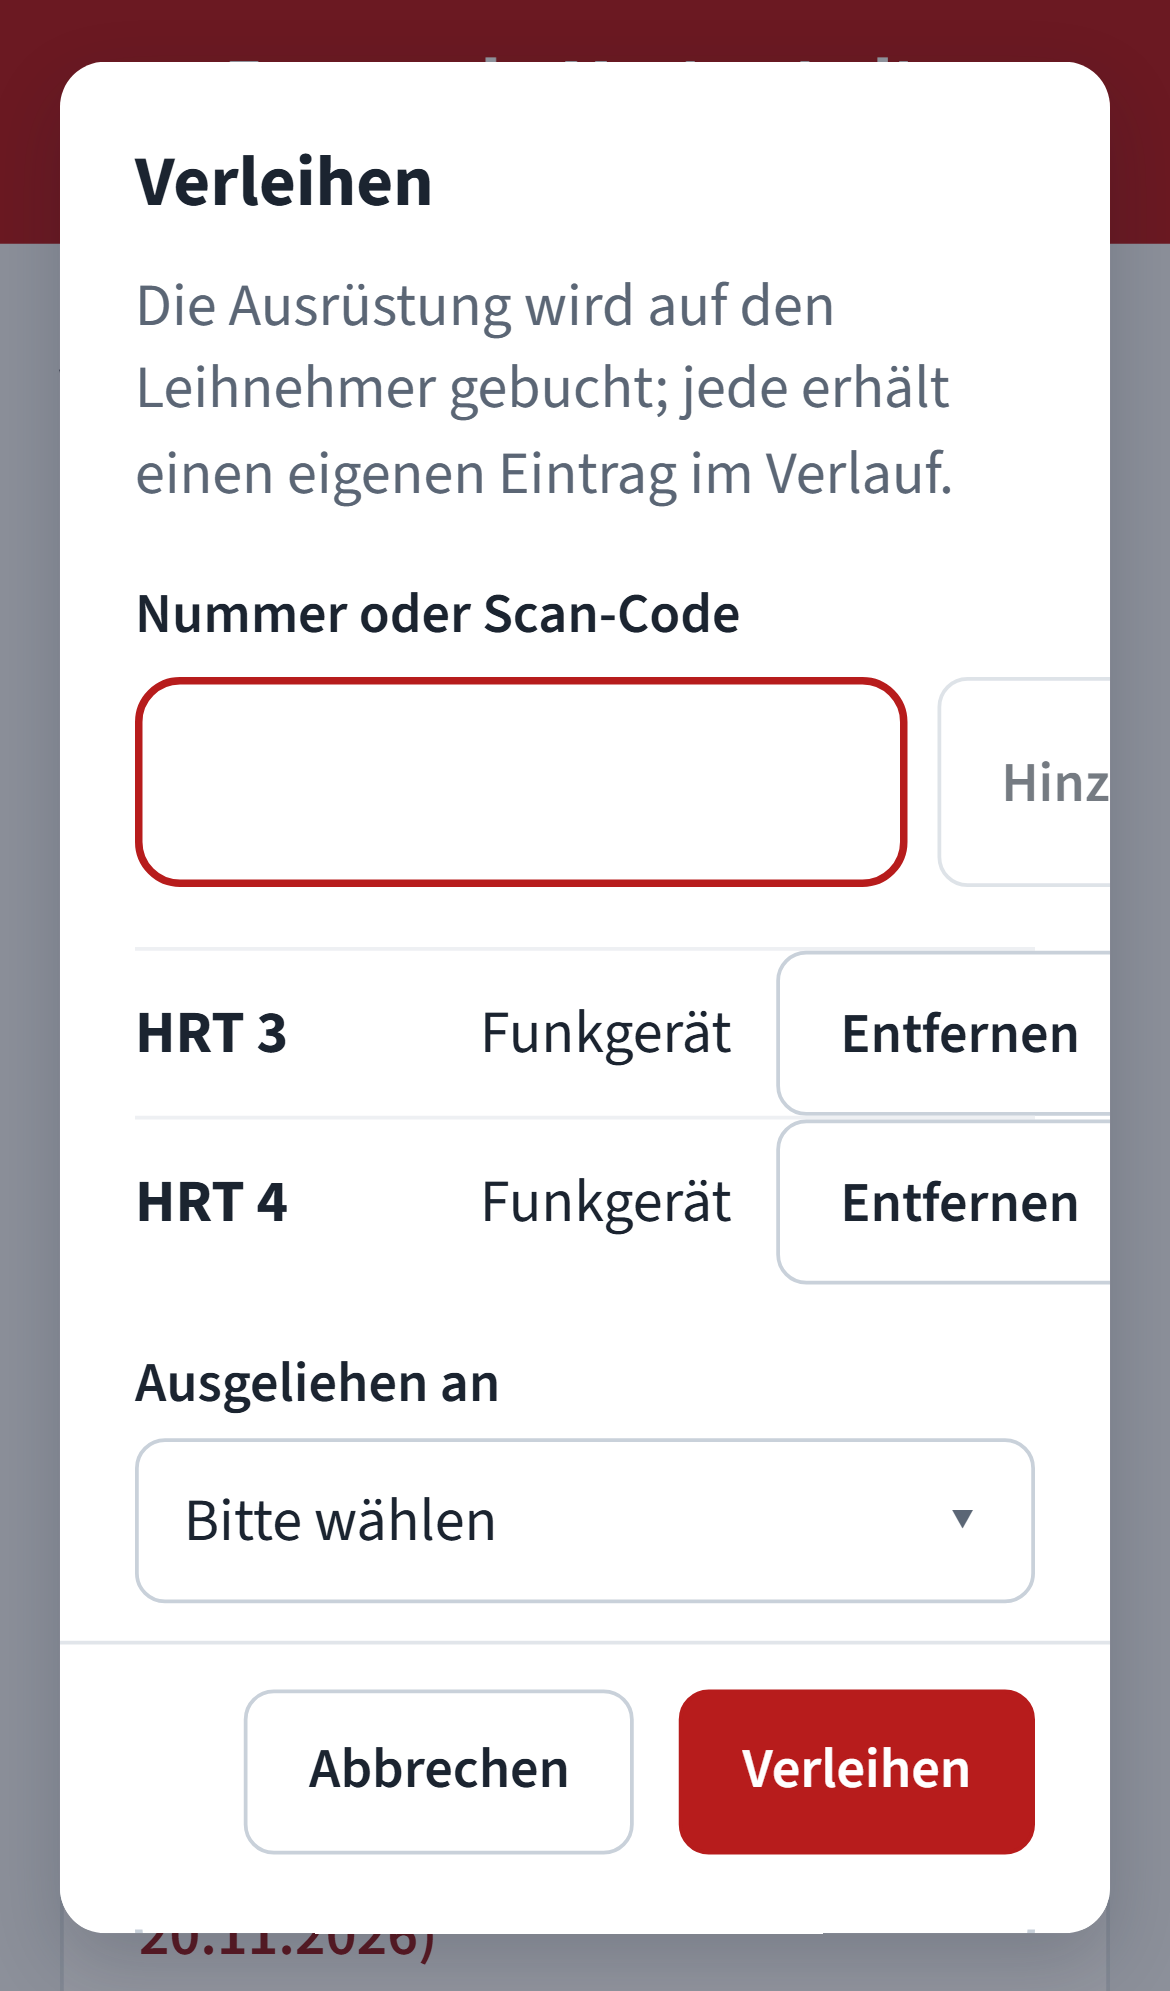 Verleihen
Die Ausrüstung wird auf den
Leihnehmer gebucht; jede erhält
einen eigenen Eintrag im Verlauf.
Nummer oder Scan-Code
Hinz
HRT 3 Funkgerät Entfernen
HRT 4 Funkgerät Entfernen
Ausgeliehen an
Bitte wählen
Abbrechen Verleihen
20.11.2026)